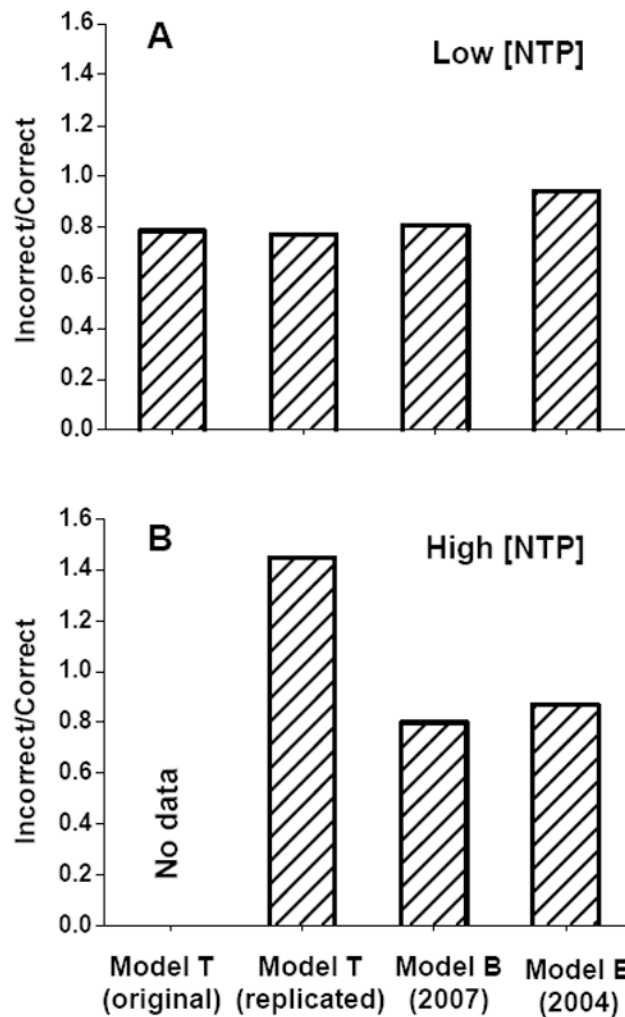 A
Low [NTP]
Incorrect/Correct
1.6
1.4
1.2
1.0
0.8
0.6
0.4
0.2
0.0
B
High [NTP]
Incorrect/Correct
1.6
1.4
1.2
1.0
0.8
0.6
0.4
0.2
0.0
No data
Model T
(original)
Model T
(replicated)
Model B
(2007)
Model B
(2004)